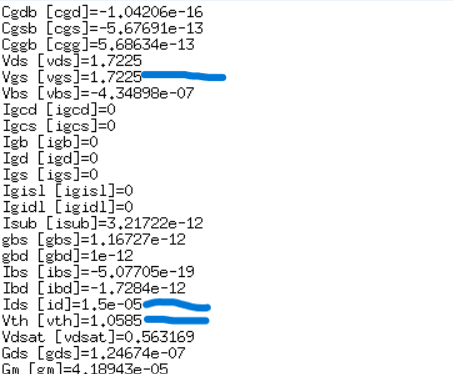 Cgdb [cgd]=-1.04206e-16
Cgsb [cgs]=-5.67691e-13
Cggb [cgg]=5.68634e-13
Vds [vds]=1.7225
Vgs [vgs]=1.7225
Vbs [vbs]=-4.34898e-07
Igcd [igcd]=0
Igcs [igcs]=0
Igb [igb]=0
Igd [igd]=0
Igs [igs]=0
Igisl [igisl]=0
Igidl [igidl]=0
Isub [isub]=3.21722e-12
gbs [gbs]=1.16727e-12
gbd [gbd]=1e-12
Ibs [ibs]=-5.07705e-19
Ibd [ibd]=-1.7284e-12
Ids [id]=1.5e-05
Vth [vth]=1.0585
Vdsat [vdsat]=0.563169
Gds [gds]=1.24674e-07
Gm [gm]=4.18943e-05